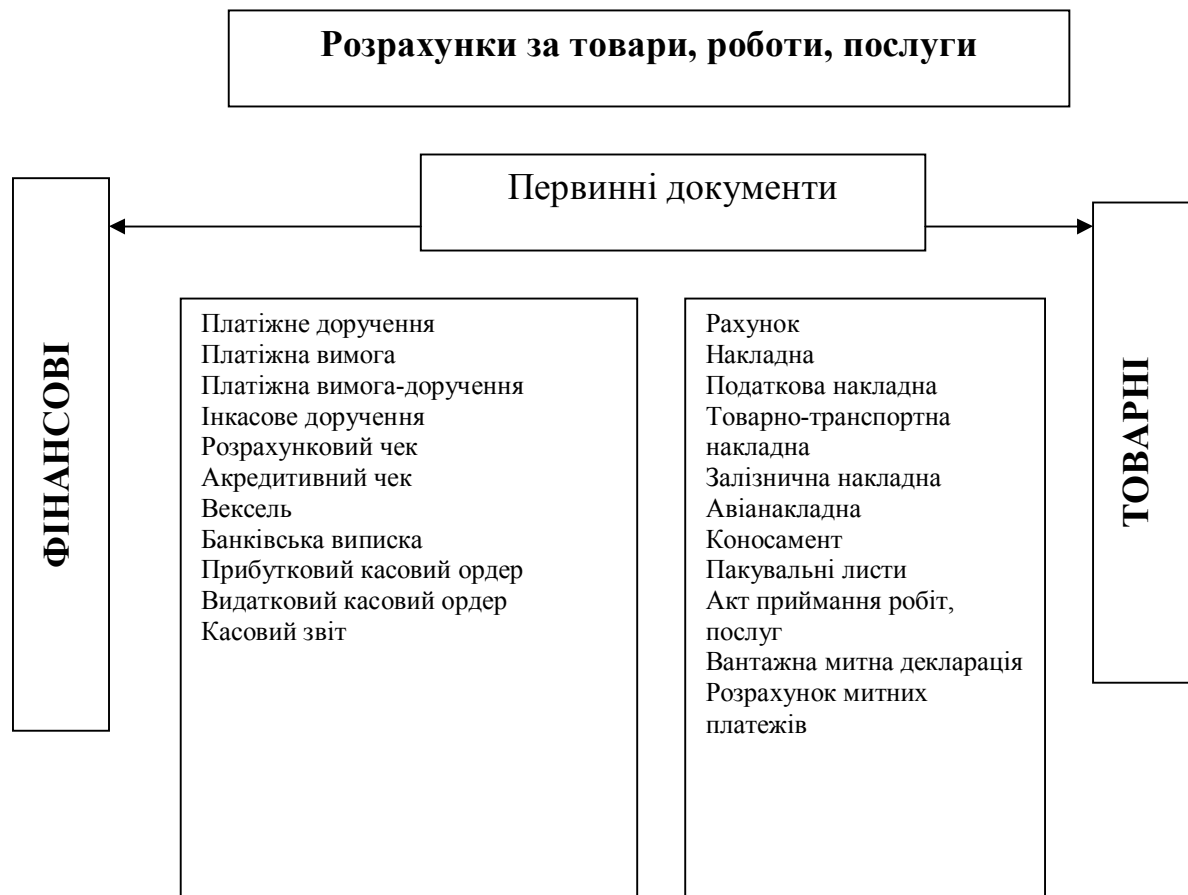 Розрахунки за товари, роботи, послуги
Первинні документи
ФІНАНСОВІ
Платіжне доручення
Платіжна вимога
Платіжна вимога-доручення
Інкасове доручення
Розрахунковий чек
Акредитивний чек
Вексель
Банківська виписка
Прибутковий касовий ордер
Видатковий касовий ордер
Касовий звіт
Рахунок
Накладна
Податкова накладна
Товарно-транспортна
накладна
Залізнична накладна
Авіанакладна
Коносамент
Пакувальні листи
Акт приймання робіт,
послуг
Вантажна митна декларація
Розрахунок митних
платежів
ТОВАРНІ